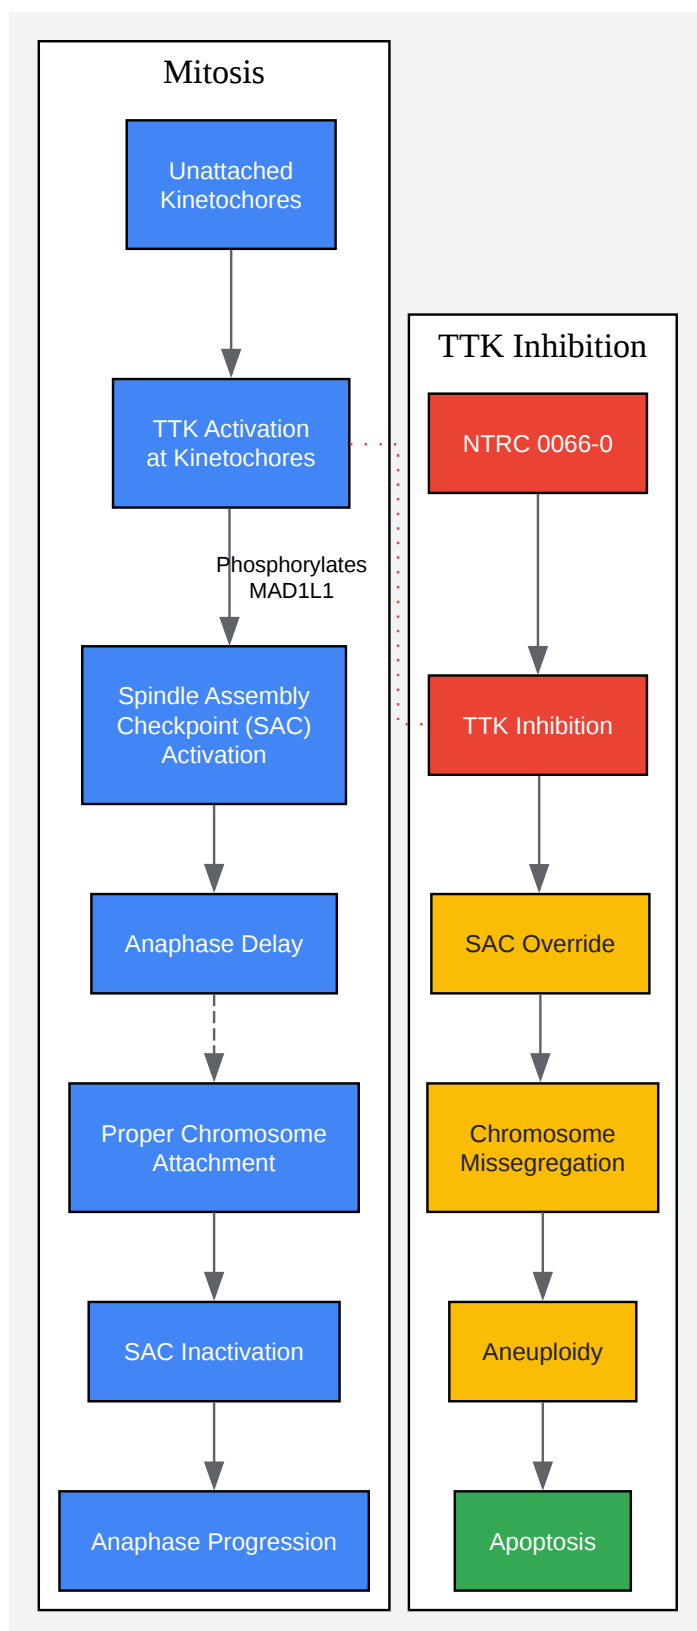 Mitosis
Unattached
Kinetochores
TTK Activation
at Kinetochores
Phosphorylates
MAD1L1
Spindle Assembly
Checkpoint (SAC)
Activation
Anaphase Delay
Proper Chromosome
Attachment
SAC Inactivation
Anaphase Progression
TTK Inhibition
NTRC 0066-0
TTK Inhibition
SAC Override
Chromosome
Missegregation
Aneuploidy
Apoptosis